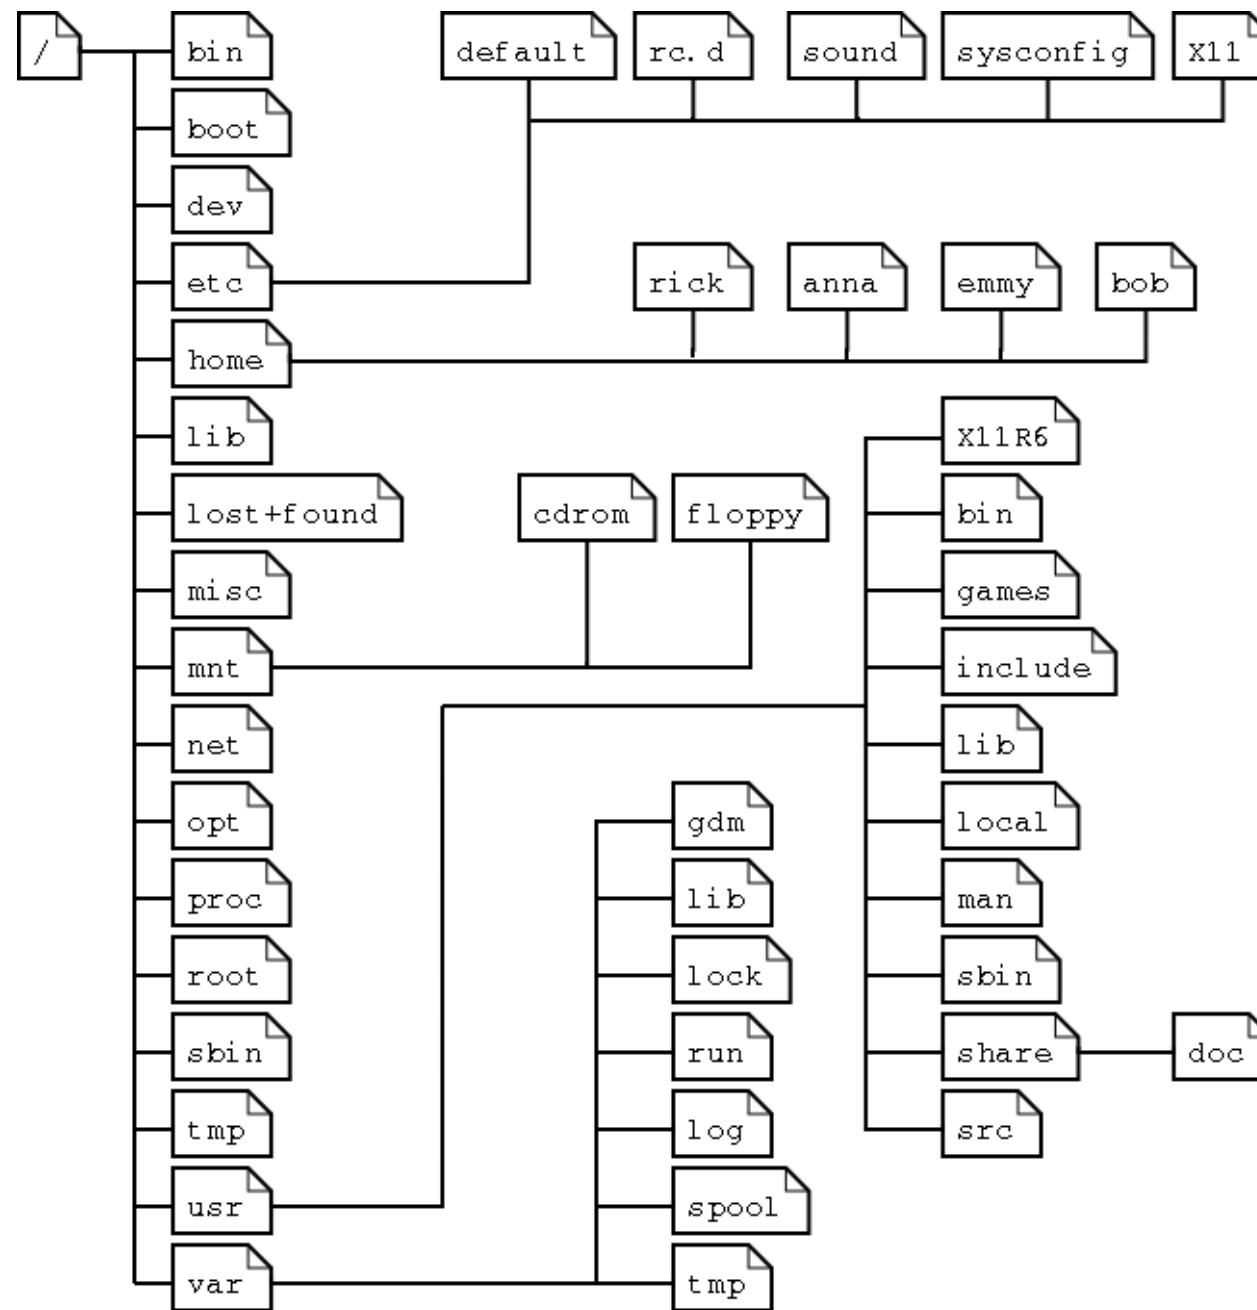 / bin default rc.d sound sysconfig X11
boot
dev
etc rick anna emmy bob
home
lib X11R6
lost+found cdrom floppy bin
misc games
mnt include
net lib
opt gdm local
proc lib man
root lock sbin
sbin run share doc
tmp log src
usr spool
var tmp